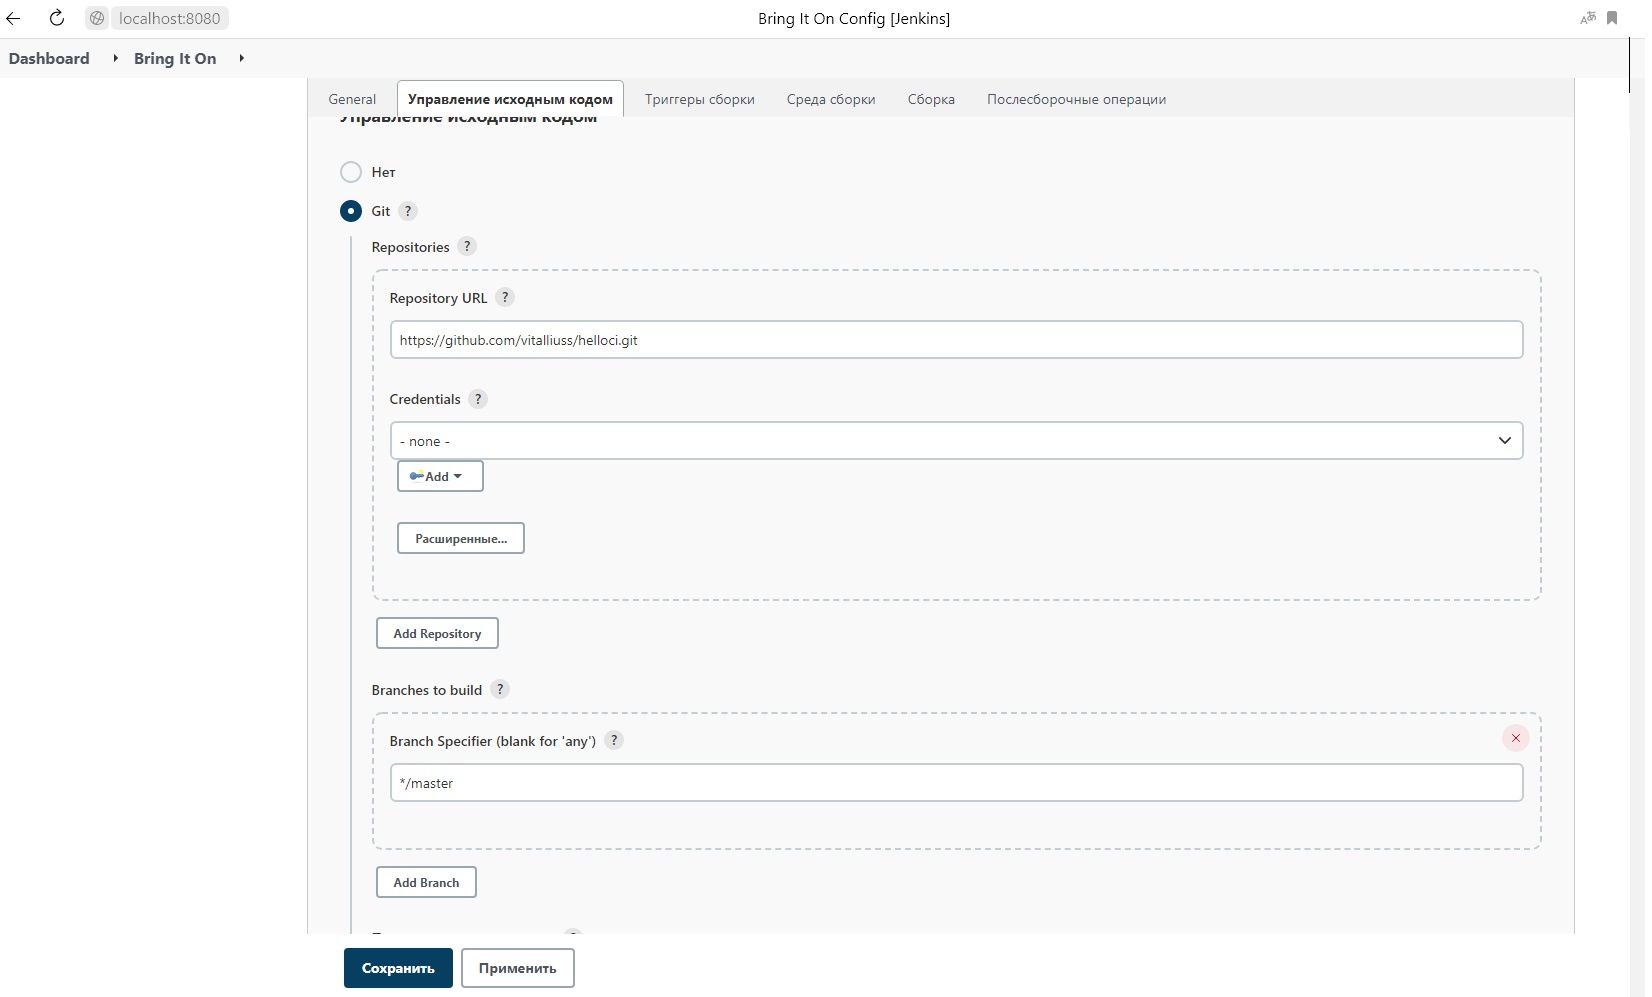 localhost:8080
Bring It On Config [Jenkins]
Dashboard
Bring It On
General
Управление исходным кодом
Триггеры сборки
Среда сборки
Сборка
Послесборочные операции
Управление исходным кодом
Нет
Git ?
Repositories ?
Repository URL ?
https://github.com/vitalliuss/helloci.git
Credentials ?
- none -
Add
Расширенные...
Add Repository
Branches to build ?
Branch Specifier (blank for 'any') ?
*/master
Add Branch
Сохранить
Применить